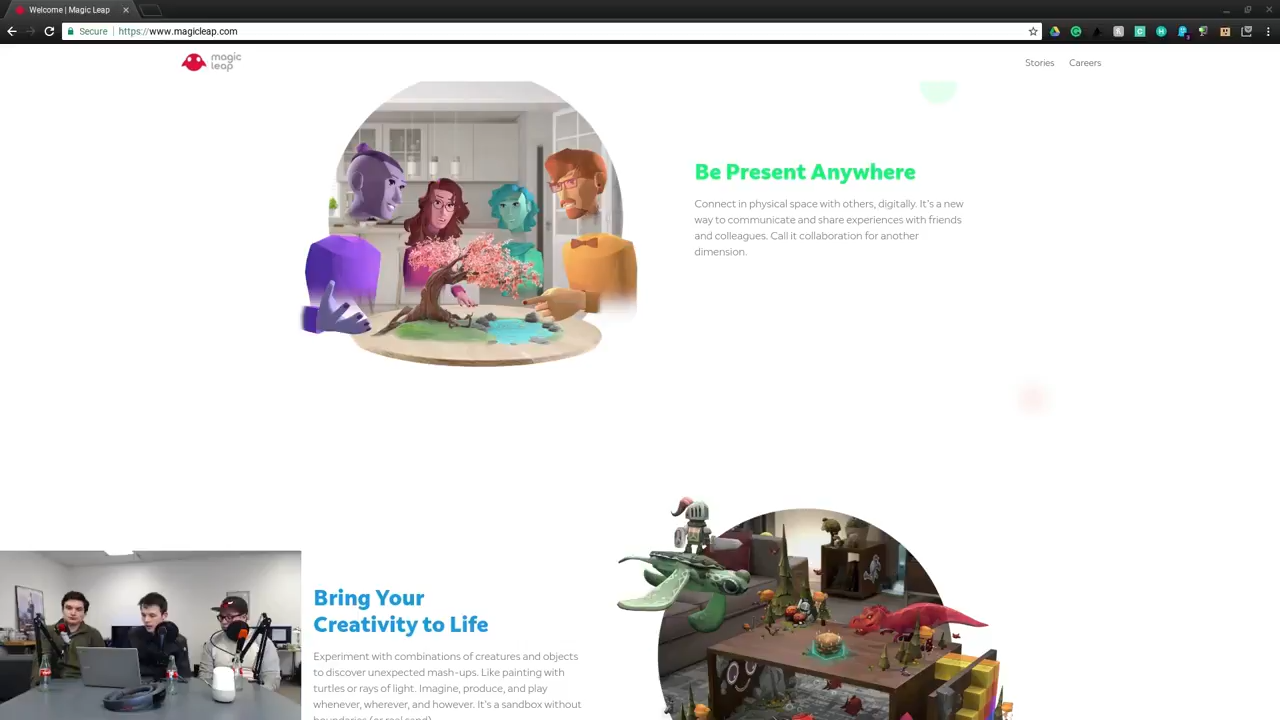 Welcome | Magic Leap
Secure
https://www.magicleap.com
magic
leap
Stories
Careers
Be Present Anywhere
Connect in physical space with others, digitally. It's a new
way to communicate and share experiences with friends
and colleagues. Call it collaboration for another
dimension.
Bring Your
Creativity to Life
Experiment with combinations of creatures and objects
to discover unexpected mash-ups. Like painting with
turtles or rays of light. Imagine, produce, and play
whenever, wherever, and however. It's a sandbox without
boundaries (or real sand).